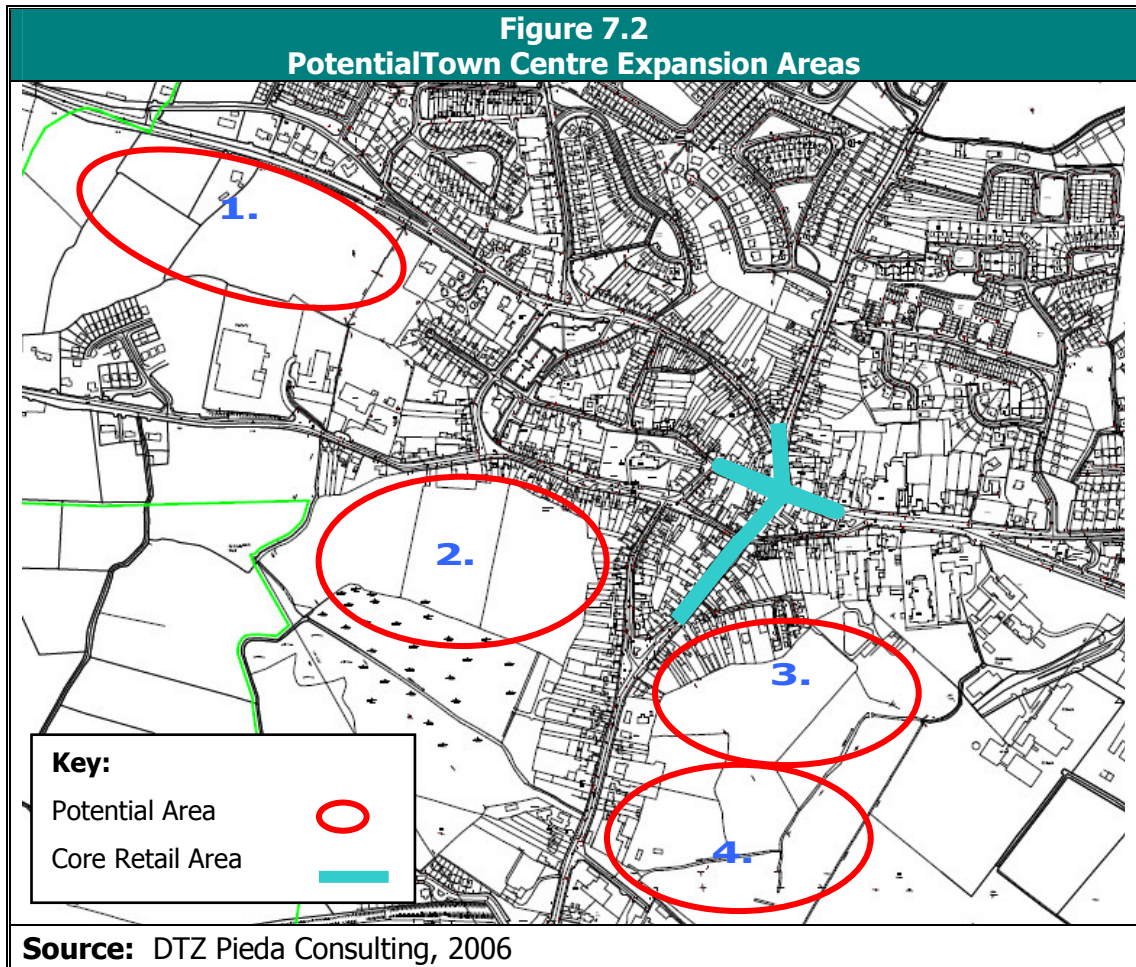 Figure 7.2
PotentialTown Centre Expansion Areas
1.
2.
3.
4.
Key:
Potential Area
Core Retail Area
Source: DTZ Pieda Consulting, 2006